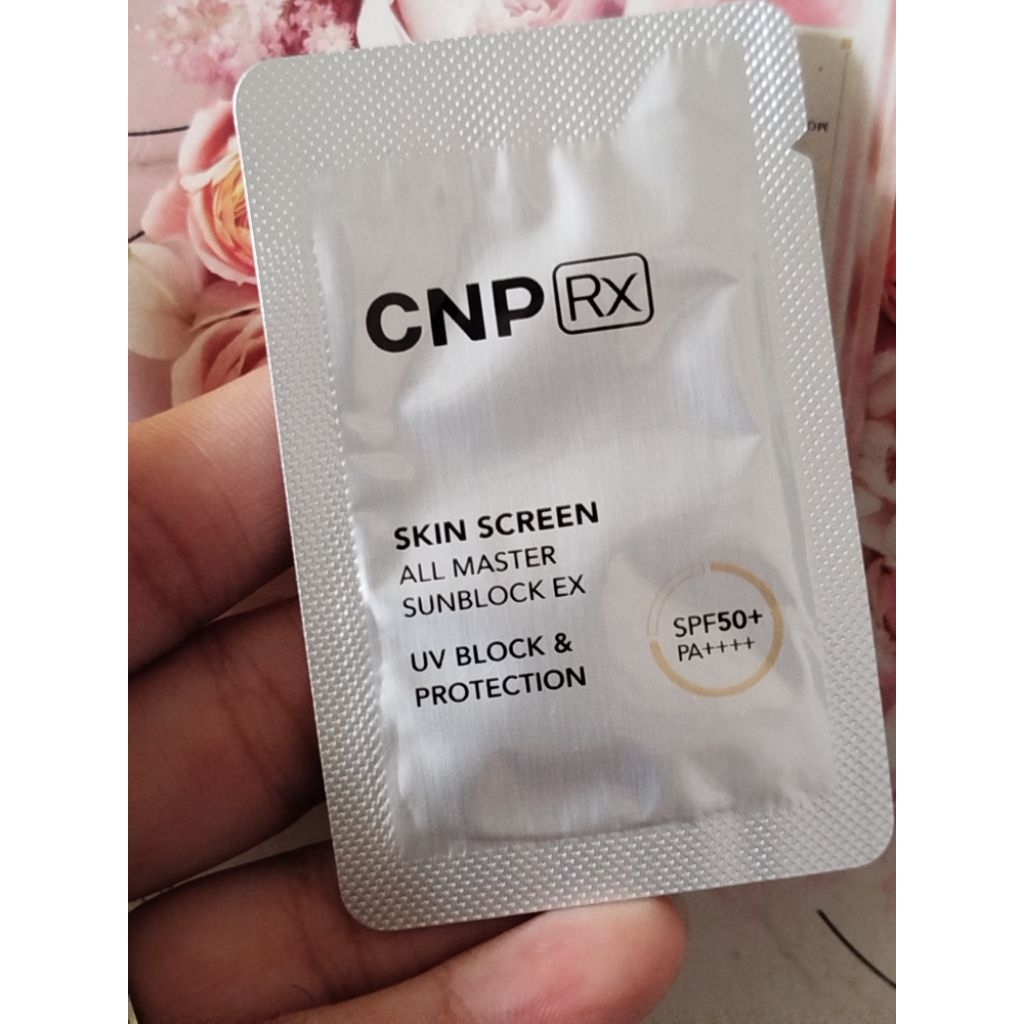 CNP Rx
SKIN SCREEN
ALL MASTER
SUNBLOCK EX
UV BLOCK &
PROTECTION
SPF50+
PA++++